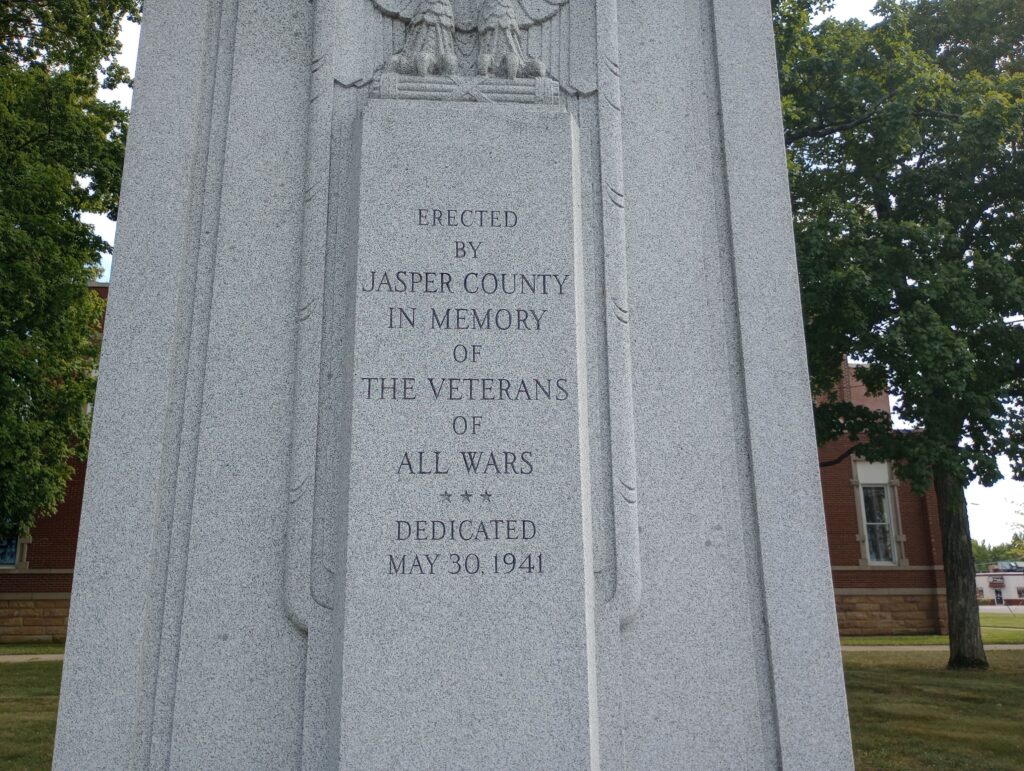 ERECTED
BY
JASPER COUNTY
IN MEMORY
OF
THE VETERANS
OF
ALL WARS
★ ★ ★
DEDICATED
MAY 30, 1941